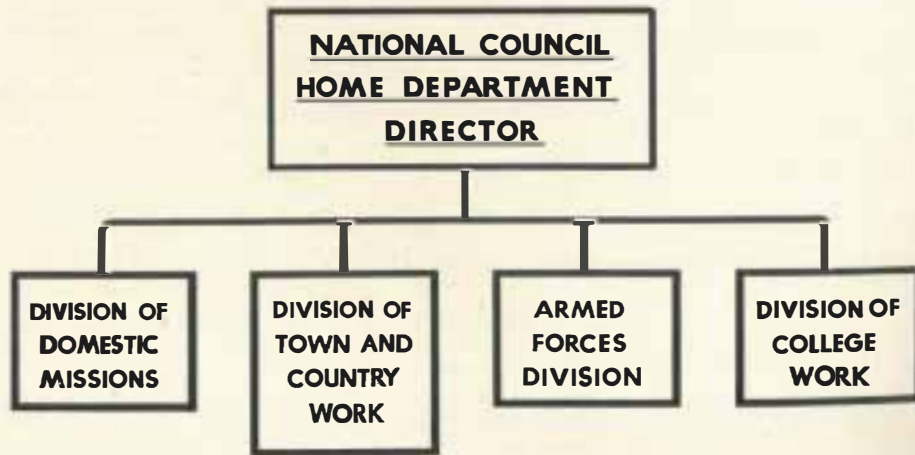 NATIONAL COUNCIL
HOME DEPARTMENT
DIRECTOR
DIVISION OF
DOMESTIC
MISSIONS
DIVISION OF
TOWN AND
COUNTRY
WORK
ARMED
FORCES
DIVISION
DIVISION OF
COLLEGE
WORK